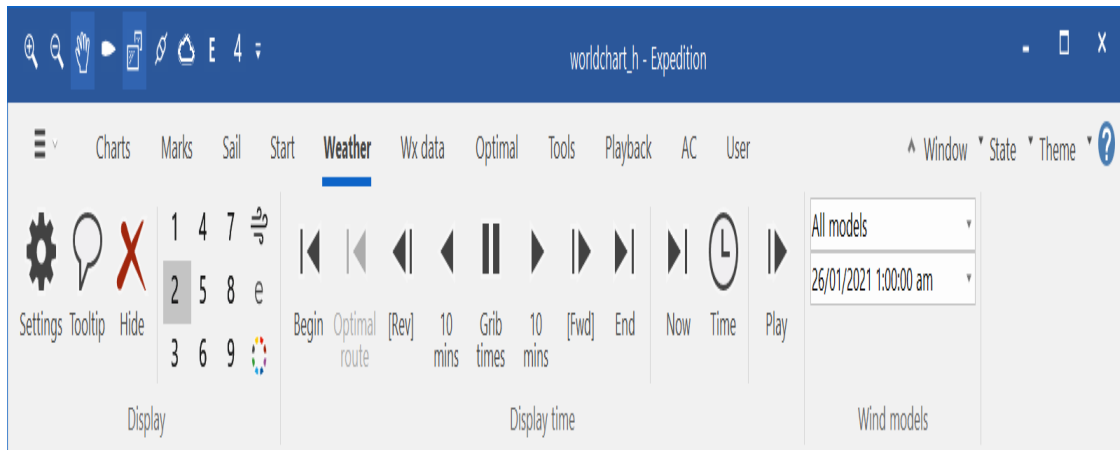 E 4
worldchart_h - Expedition
Charts Marks Sail Start Weather Wx data Optimal Tools Playback AC User Window State Theme ?
1 4 7
2 5 8 e
3 6 9
Settings Tooltip Hide
Display
Begin Optimal route [Rev] 10 mins Grib times 10 mins [Fwd] End Now Time Play
Display time
All models
26/01/2021 1:00:00 am
Wind models